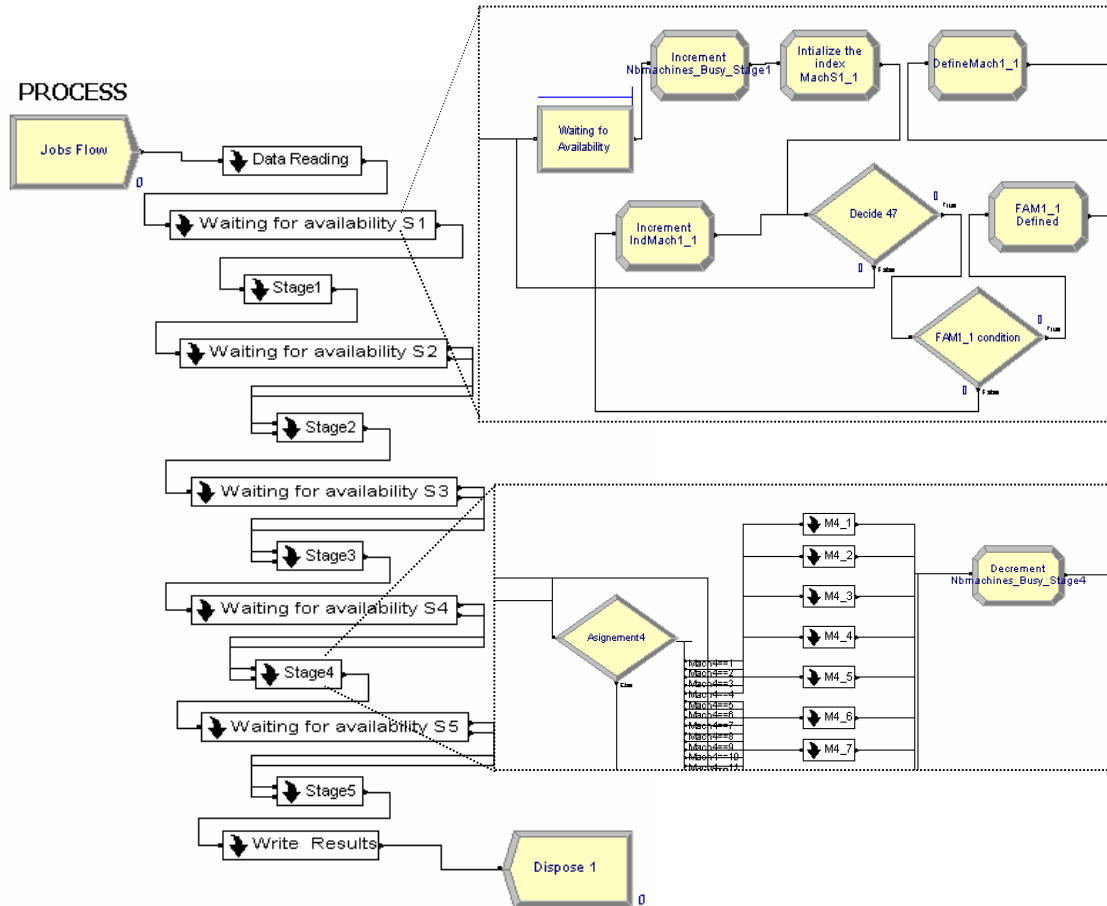 PROCESS
Jobs Flow
0
Data Reading
Waiting for availability S1
Stage1
Waiting for availability S2
Stage2
Waiting for availability S3
Stage3
Waiting for availability S4
Stage4
Waiting for availability S5
Stage5
Write Results
Dispose 1
0
Increment
Nbmachines_Busy_Stage1
Intialize the
index
MachS1_1
DefineMach1_1
Waiting fo
Availability
Increment
IndMach1_1
Decide 47
0
True
0
False
FAM1_1
Defined
FAM1_1 condition
0
True
0
False
Asignement4
Else
Mach4==1
Mach4==2
Mach4==3
Mach4==4
Mach4==5
Mach4==6
Mach4==7
Mach4==8
Mach4==9
Mach4==10
Mach4==11
M4_1
M4_2
M4_3
M4_4
M4_5
M4_6
M4_7
Decrement
Nbmachines_Busy_Stage4